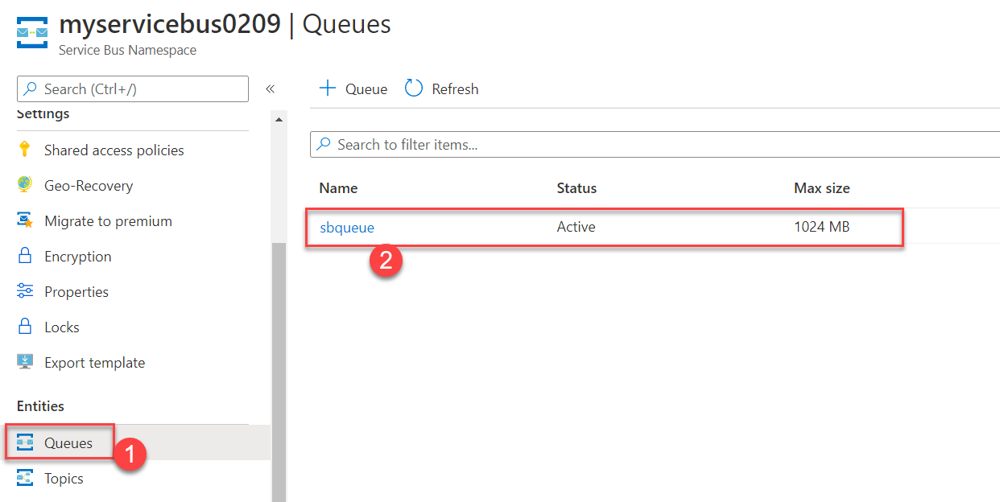 myservicebus0209 | Queues
Service Bus Namespace
Search (Ctrl+/)
«
Settings
Shared access policies
Geo-Recovery
Migrate to premium
Encryption
Properties
Locks
Export template
Entities
Queues
1
Topics
+ Queue
Refresh
Search to filter items...
Name Status Max size
sbqueue Active 1024 MB
2